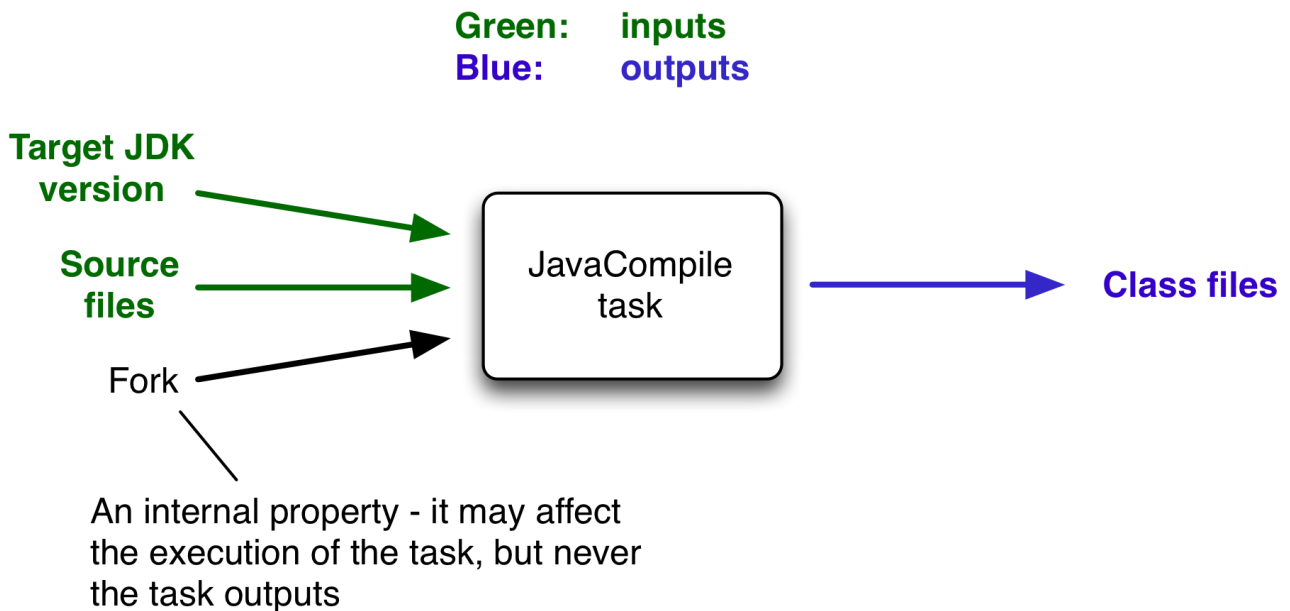 Green: inputs
Blue: outputs
Target JDK
version
Source
files
Fork
JavaCompile
task
Class files
An internal property - it may affect
the execution of the task, but never
the task outputs